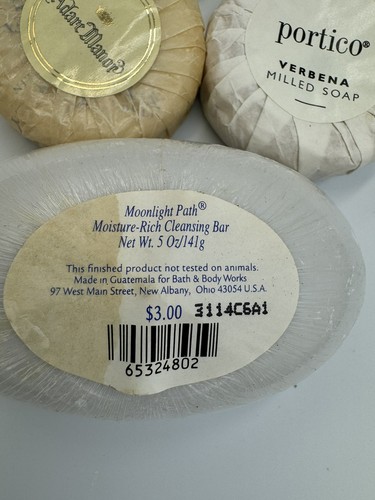 Adare Manor
portico®
VERBENA
MILLED SOAP
Moonlight Path®
Moisture-Rich Cleansing Bar
Net Wt. 5 Oz/141g
This finished product not tested on animals.
Made in Guatemala for Bath & Body Works
97 West Main Street, New Albany, Ohio 43054 U.S.A.
$3.00 3114C6A1
65324802